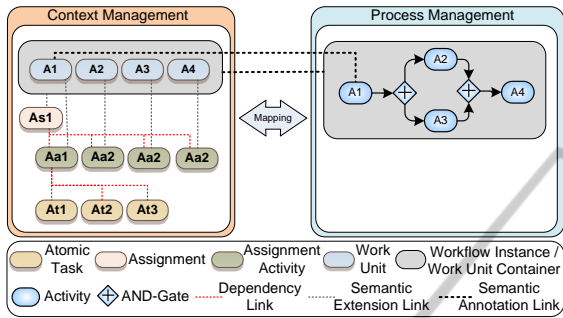 Context Management
Process Management
A1 A2 A3 A4
As1
Aa1 Aa2 Aa2 Aa2
At1 At2 At3
Mapping
A1
A2
A3
A4
Atomic Task
Assignment
Assignment Activity
Work Unit
Workflow Instance / Work Unit Container
Activity
AND-Gate
Dependency Link
Semantic Extension Link
Semantic Annotation Link